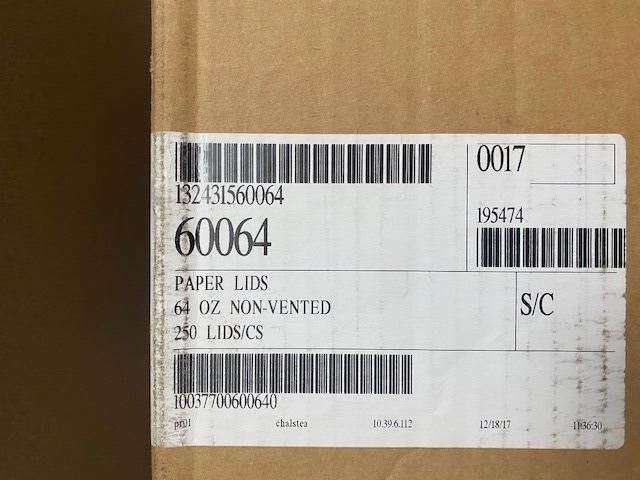 132431560064
60064
0017
195474
PAPER LIDS
64 OZ NON-VENTED
250 LIDS/CS
S/C
10037700600640
pr01 chalstea 10.39.6.112 12/18/17 11:36:30